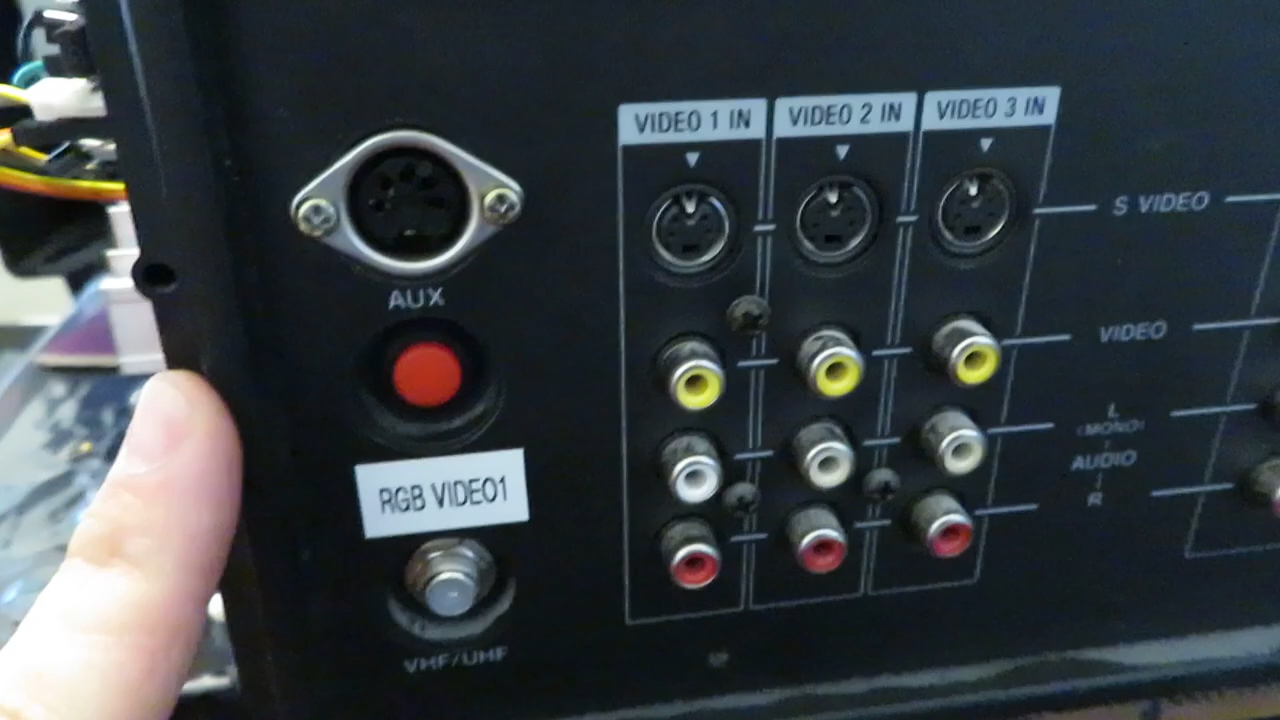 VIDEO 1 IN
VIDEO 2 IN
VIDEO 3 IN
S VIDEO
AUX
VIDEO
L
(MONO)
AUDIO
R
RGB VIDEO1
VHF/UHF